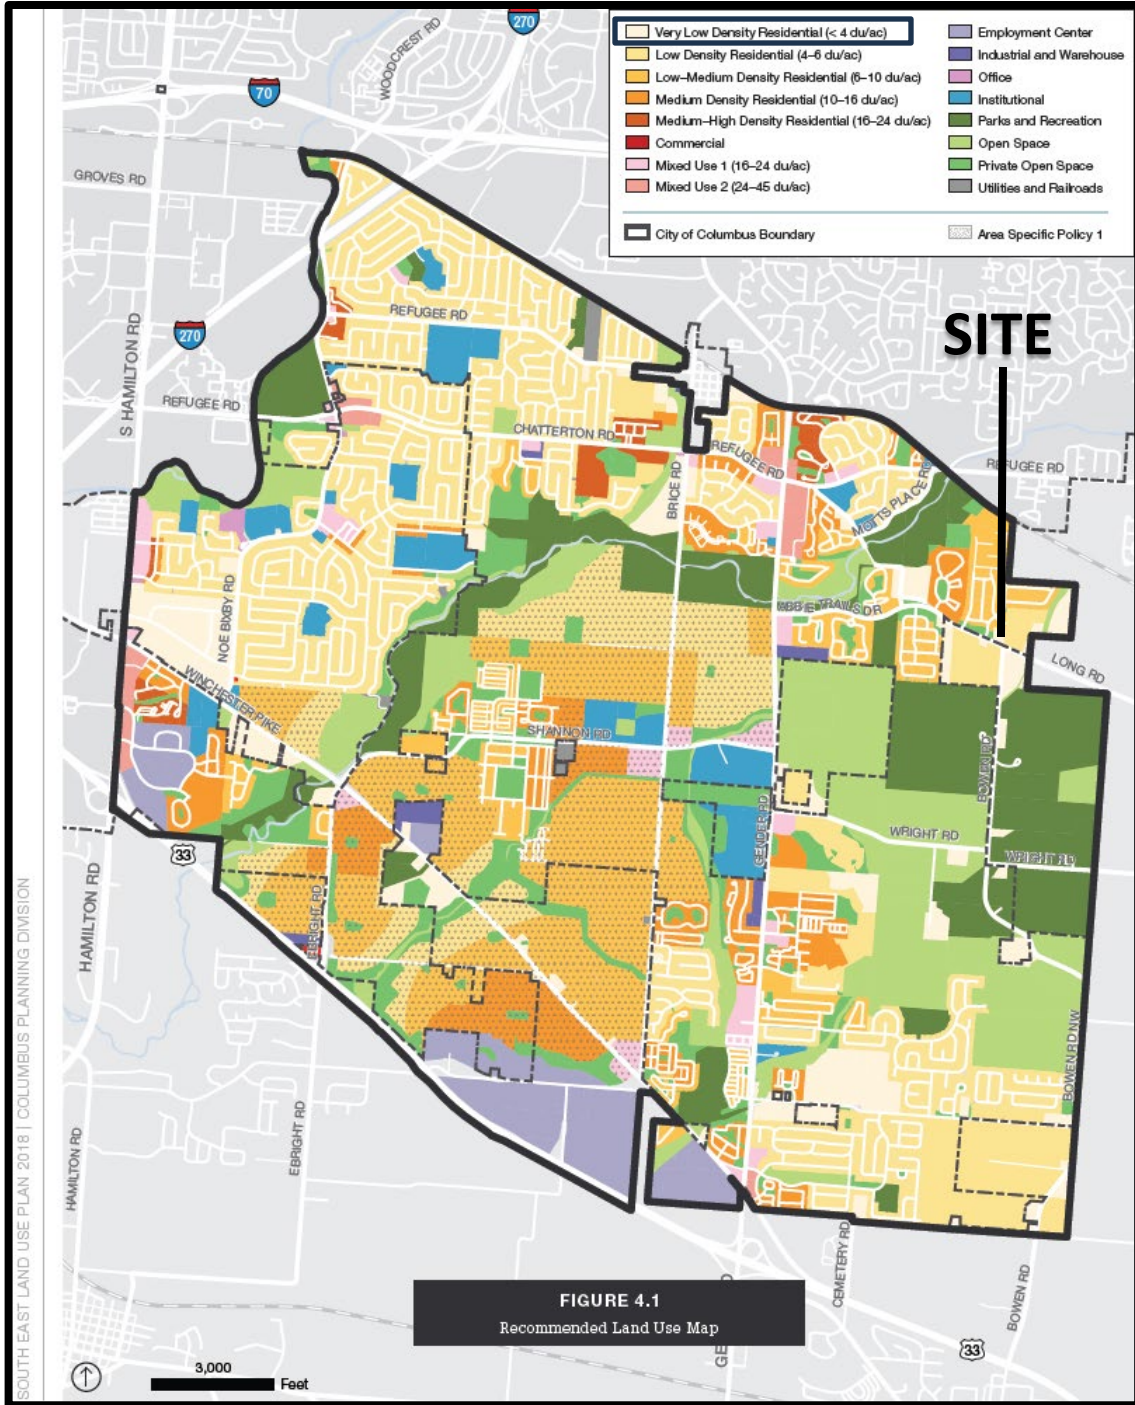 270
WOODCREST RD
70
GROVES RD
Very Low Density Residential (< 4 du/ac)
Low Density Residential (4–6 du/ac)
Low–Medium Density Residential (6–10 du/ac)
Medium Density Residential (10–16 du/ac)
Medium–High Density Residential (16–24 du/ac)
Commercial
Mixed Use 1 (16–24 du/ac)
Mixed Use 2 (24–45 du/ac)
City of Columbus Boundary
Employment Center
Industrial and Warehouse
Office
Institutional
Parks and Recreation
Open Space
Private Open Space
Utilities and Railroads
Area Specific Policy 1
SITE
REFUGEE RD
270
S HAMILTON RD
REFUGEE RD
CHATTERTON RD
REFUGEE RD
REFUGEE RD
BRICE RD
MOTTS PLACE RD
NOE BIXBY RD
TRAILS DR
LONG RD
WINCHESTER PIKE
SHANNON RD
BOWEN RD
GENDER RD
WRIGHT RD
WRIGHT RD
33
HAMILTON RD
EBRIGHT RD
BOWEN RD NW
EBRIGHT RD
HAMILTON RD
CEMETERY RD
BOWEN RD
33
FIGURE 4.1
Recommended Land Use Map
3,000
Feet
SOUTH EAST LAND USE PLAN 2018 | COLUMBUS PLANNING DIVISION